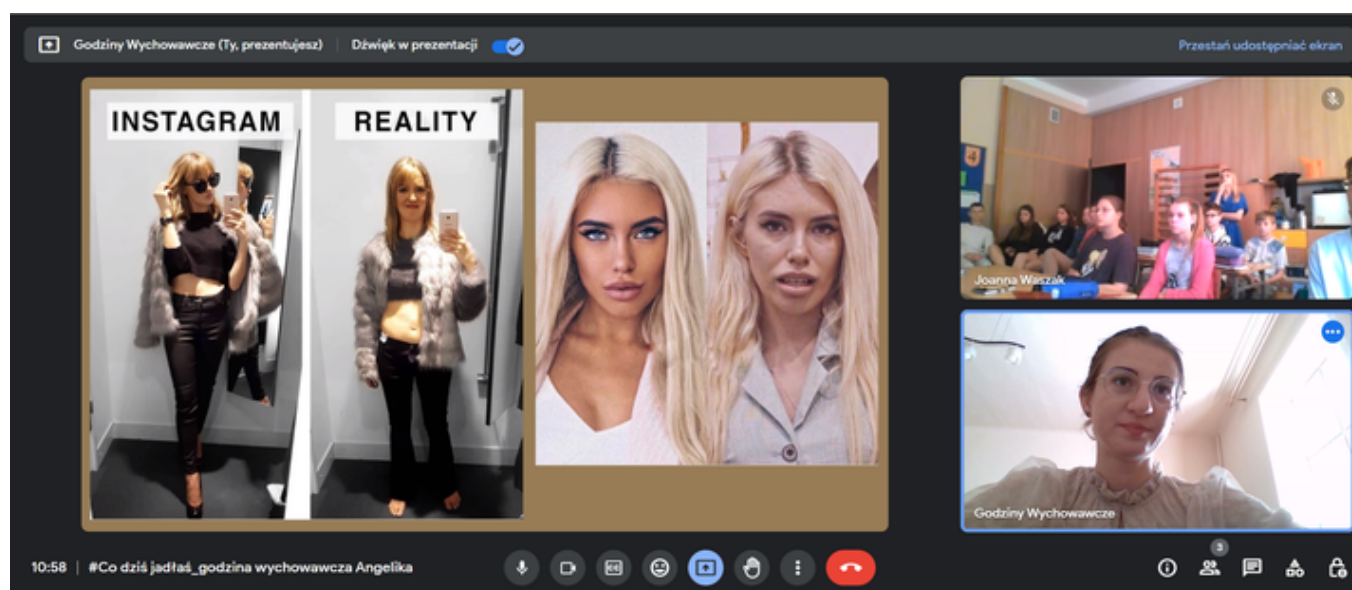 Godziny Wychowawcze (Ty, prezentujesz)
Dźwięk w prezentacji
Przestań udostępniać ekran
INSTAGRAM
REALITY
4
Joanna Waszak
Godziny Wychowawcze
10:58 | #Co dziś jadłaś_godzina wychowawcza Angelika
3